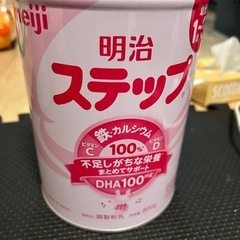 meiji
明治
ステップ
鉄・カルシウム
ビタミンC
100%
ビタミンD
不足しがちな栄養
まとめてサポート
DHA100
調製粉乳
800g